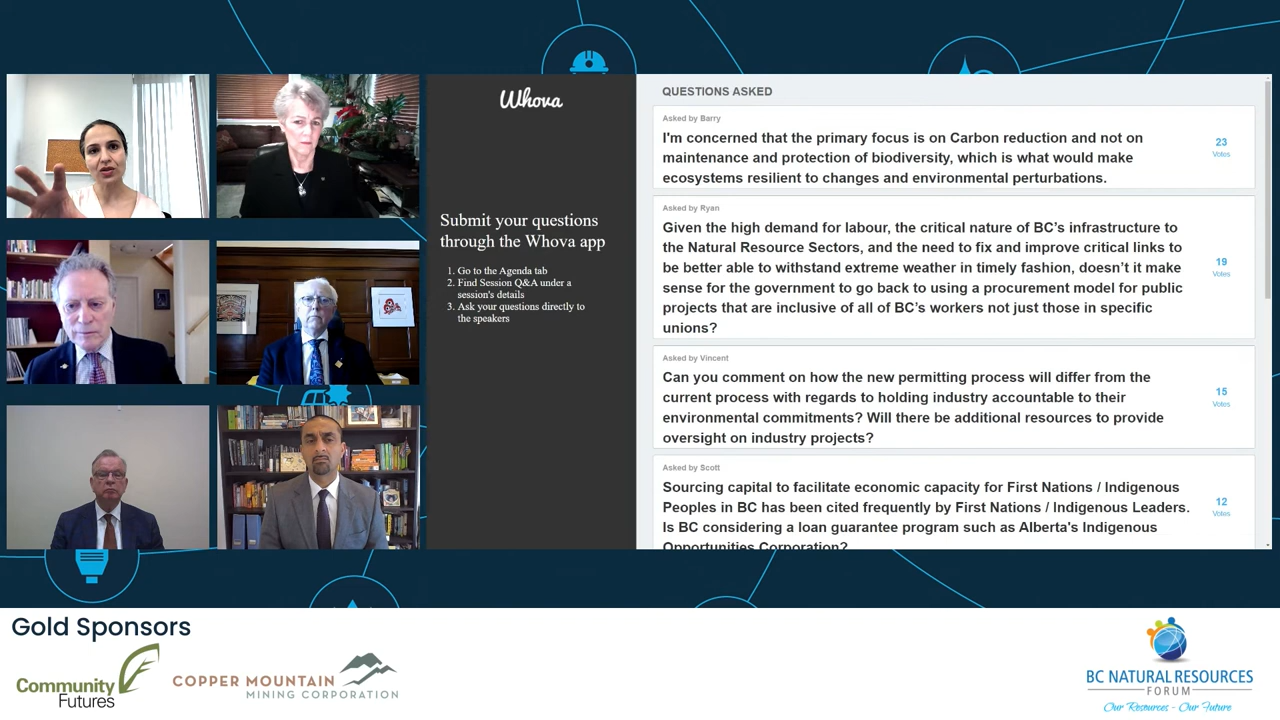 Whova
Submit your questions
through the Whova app
1. Go to the Agenda tab
2. Find Session Q&A under a
session's details
3. Ask your questions directly to
the speakers
QUESTIONS ASKED
Asked by Barry
I'm concerned that the primary focus is on Carbon reduction and not on
maintenance and protection of biodiversity, which is what would make
ecosystems resilient to changes and environmental perturbations.
23
Votes
Asked by Ryan
Given the high demand for labour, the critical nature of BC’s infrastructure to
the Natural Resource Sectors, and the need to fix and improve critical links to
be better able to withstand extreme weather in timely fashion, doesn’t it make
sense for the government to go back to using a procurement model for public
projects that are inclusive of all of BC’s workers not just those in specific
unions?
19
Votes
Asked by Vincent
Can you comment on how the new permitting process will differ from the
current process with regards to holding industry accountable to their
environmental commitments? Will there be additional resources to provide
oversight on industry projects?
15
Votes
Asked by Scott
Sourcing capital to facilitate economic capacity for First Nations / Indigenous
Peoples in BC has been cited frequently by First Nations / Indigenous Leaders.
Is BC considering a loan guarantee program such as Alberta's Indigenous
Opportunities Corporation?
12
Votes
Gold Sponsors
Community
Futures
COPPER MOUNTAIN
MINING CORPORATION
BC NATURAL RESOURCES
FORUM
Our Resources - Our Future